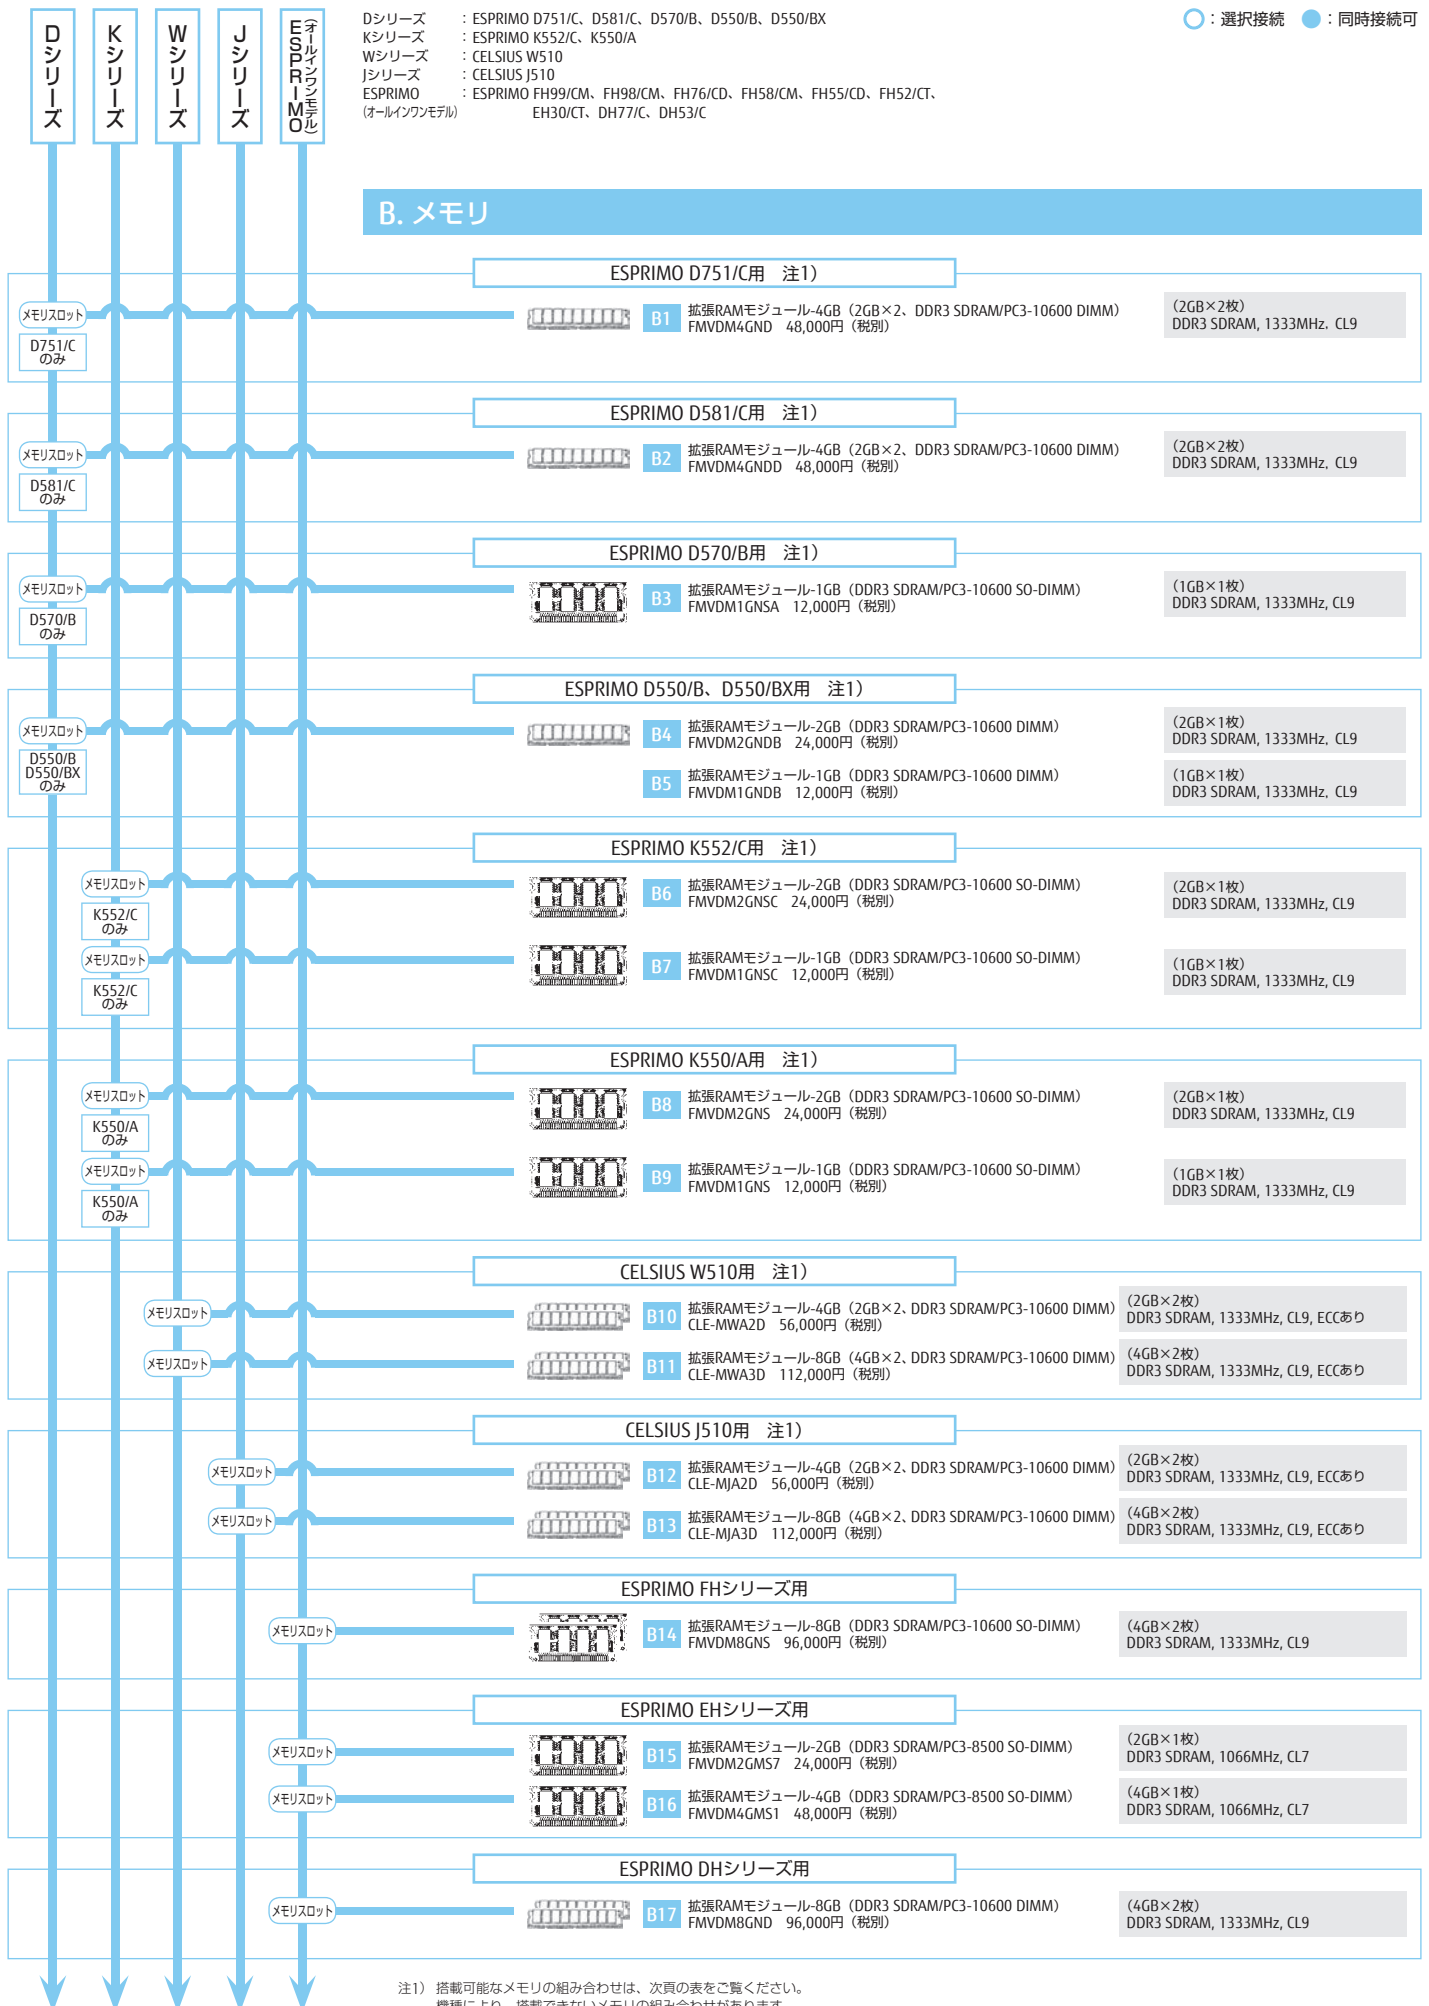 Dシリーズ
Kシリーズ
Wシリーズ
Jシリーズ
ESPRIMO
(オールインワンモデル)
Dシリーズ ：ESPRIMO D751/C、D581/C、D570/B、D550/B、D550/BX
Kシリーズ ：ESPRIMO K552/C、K550/A
Wシリーズ ：CELSIUS W510
Jシリーズ ：CELSIUS J510
ESPRIMO ：ESPRIMO FH99/CM、FH98/CM、FH76/CD、FH58/CM、FH55/CD、FH52/CT、
(オールインワンモデル) EH30/CT、DH77/C、DH53/C
：選択接続 ：同時接続可
B. メモリ
ESPRIMO D751/C用 注1）
メモリスロット
D751/C
のみ
B1
拡張RAMモジュール-4GB（2GB×2、DDR3 SDRAM/PC3-10600 DIMM）
FMVDM4GND 48,000円（税別）
（2GB×2枚）
DDR3 SDRAM, 1333MHz, CL9
ESPRIMO D581/C用 注1）
メモリスロット
D581/C
のみ
B2
拡張RAMモジュール-4GB（2GB×2、DDR3 SDRAM/PC3-10600 DIMM）
FMVDM4GNDD 48,000円（税別）
（2GB×2枚）
DDR3 SDRAM, 1333MHz, CL9
ESPRIMO D570/B用 注1）
メモリスロット
D570/B
のみ
B3
拡張RAMモジュール-1GB（DDR3 SDRAM/PC3-10600 SO-DIMM）
FMVDM1GNSA 12,000円（税別）
（1GB×1枚）
DDR3 SDRAM, 1333MHz, CL9
ESPRIMO D550/B、D550/BX用 注1）
メモリスロット
D550/B
D550/BX
のみ
B4
拡張RAMモジュール-2GB（DDR3 SDRAM/PC3-10600 DIMM）
FMVDM2GNDB 24,000円（税別）
（2GB×1枚）
DDR3 SDRAM, 1333MHz, CL9
B5
拡張RAMモジュール-1GB（DDR3 SDRAM/PC3-10600 DIMM）
FMVDM1GNDB 12,000円（税別）
（1GB×1枚）
DDR3 SDRAM, 1333MHz, CL9
ESPRIMO K552/C用 注1）
メモリスロット
K552/C
のみ
B6
拡張RAMモジュール-2GB（DDR3 SDRAM/PC3-10600 SO-DIMM）
FMVDM2GNSC 24,000円（税別）
（2GB×1枚）
DDR3 SDRAM, 1333MHz, CL9
メモリスロット
K552/C
のみ
B7
拡張RAMモジュール-1GB（DDR3 SDRAM/PC3-10600 SO-DIMM）
FMVDM1GNSC 12,000円（税別）
（1GB×1枚）
DDR3 SDRAM, 1333MHz, CL9
ESPRIMO K550/A用 注1）
メモリスロット
K550/A
のみ
B8
拡張RAMモジュール-2GB（DDR3 SDRAM/PC3-10600 SO-DIMM）
FMVDM2GNS 24,000円（税別）
（2GB×1枚）
DDR3 SDRAM, 1333MHz, CL9
メモリスロット
K550/A
のみ
B9
拡張RAMモジュール-1GB（DDR3 SDRAM/PC3-10600 SO-DIMM）
FMVDM1GNS 12,000円（税別）
（1GB×1枚）
DDR3 SDRAM, 1333MHz, CL9
CELSIUS W510用 注1）
メモリスロット
B10
拡張RAMモジュール-4GB（2GB×2、DDR3 SDRAM/PC3-10600 DIMM）
CLE-MWA2D 56,000円（税別）
（2GB×2枚）
DDR3 SDRAM, 1333MHz, CL9, ECCあり
メモリスロット
B11
拡張RAMモジュール-8GB（4GB×2、DDR3 SDRAM/PC3-10600 DIMM）
CLE-MWA3D 112,000円（税別）
（4GB×2枚）
DDR3 SDRAM, 1333MHz, CL9, ECCあり
CELSIUS J510用 注1）
メモリスロット
B12
拡張RAMモジュール-4GB（2GB×2、DDR3 SDRAM/PC3-10600 DIMM）
CLE-MJA2D 56,000円（税別）
（2GB×2枚）
DDR3 SDRAM, 1333MHz, CL9, ECCあり
メモリスロット
B13
拡張RAMモジュール-8GB（4GB×2、DDR3 SDRAM/PC3-10600 DIMM）
CLE-MJA3D 112,000円（税別）
（4GB×2枚）
DDR3 SDRAM, 1333MHz, CL9, ECCあり
ESPRIMO FHシリーズ用
メモリスロット
B14
拡張RAMモジュール-8GB（DDR3 SDRAM/PC3-10600 SO-DIMM）
FMVDM8GNS 96,000円（税別）
（4GB×2枚）
DDR3 SDRAM, 1333MHz, CL9
ESPRIMO EHシリーズ用
メモリスロット
B15
拡張RAMモジュール-2GB（DDR3 SDRAM/PC3-8500 SO-DIMM）
FMVDM2GMS7 24,000円（税別）
（2GB×1枚）
DDR3 SDRAM, 1066MHz, CL7
メモリスロット
B16
拡張RAMモジュール-4GB（DDR3 SDRAM/PC3-8500 SO-DIMM）
FMVDM4GMS1 48,000円（税別）
（4GB×1枚）
DDR3 SDRAM, 1066MHz, CL7
ESPRIMO DHシリーズ用
メモリスロット
B17
拡張RAMモジュール-8GB（DDR3 SDRAM/PC3-10600 DIMM）
FMVDM8GND 96,000円（税別）
（4GB×2枚）
DDR3 SDRAM, 1333MHz, CL9
注1） 搭載可能なメモリの組み合わせは、次頁の表をご覧ください。
機種により、搭載できないメモリの組み合わせがあります。